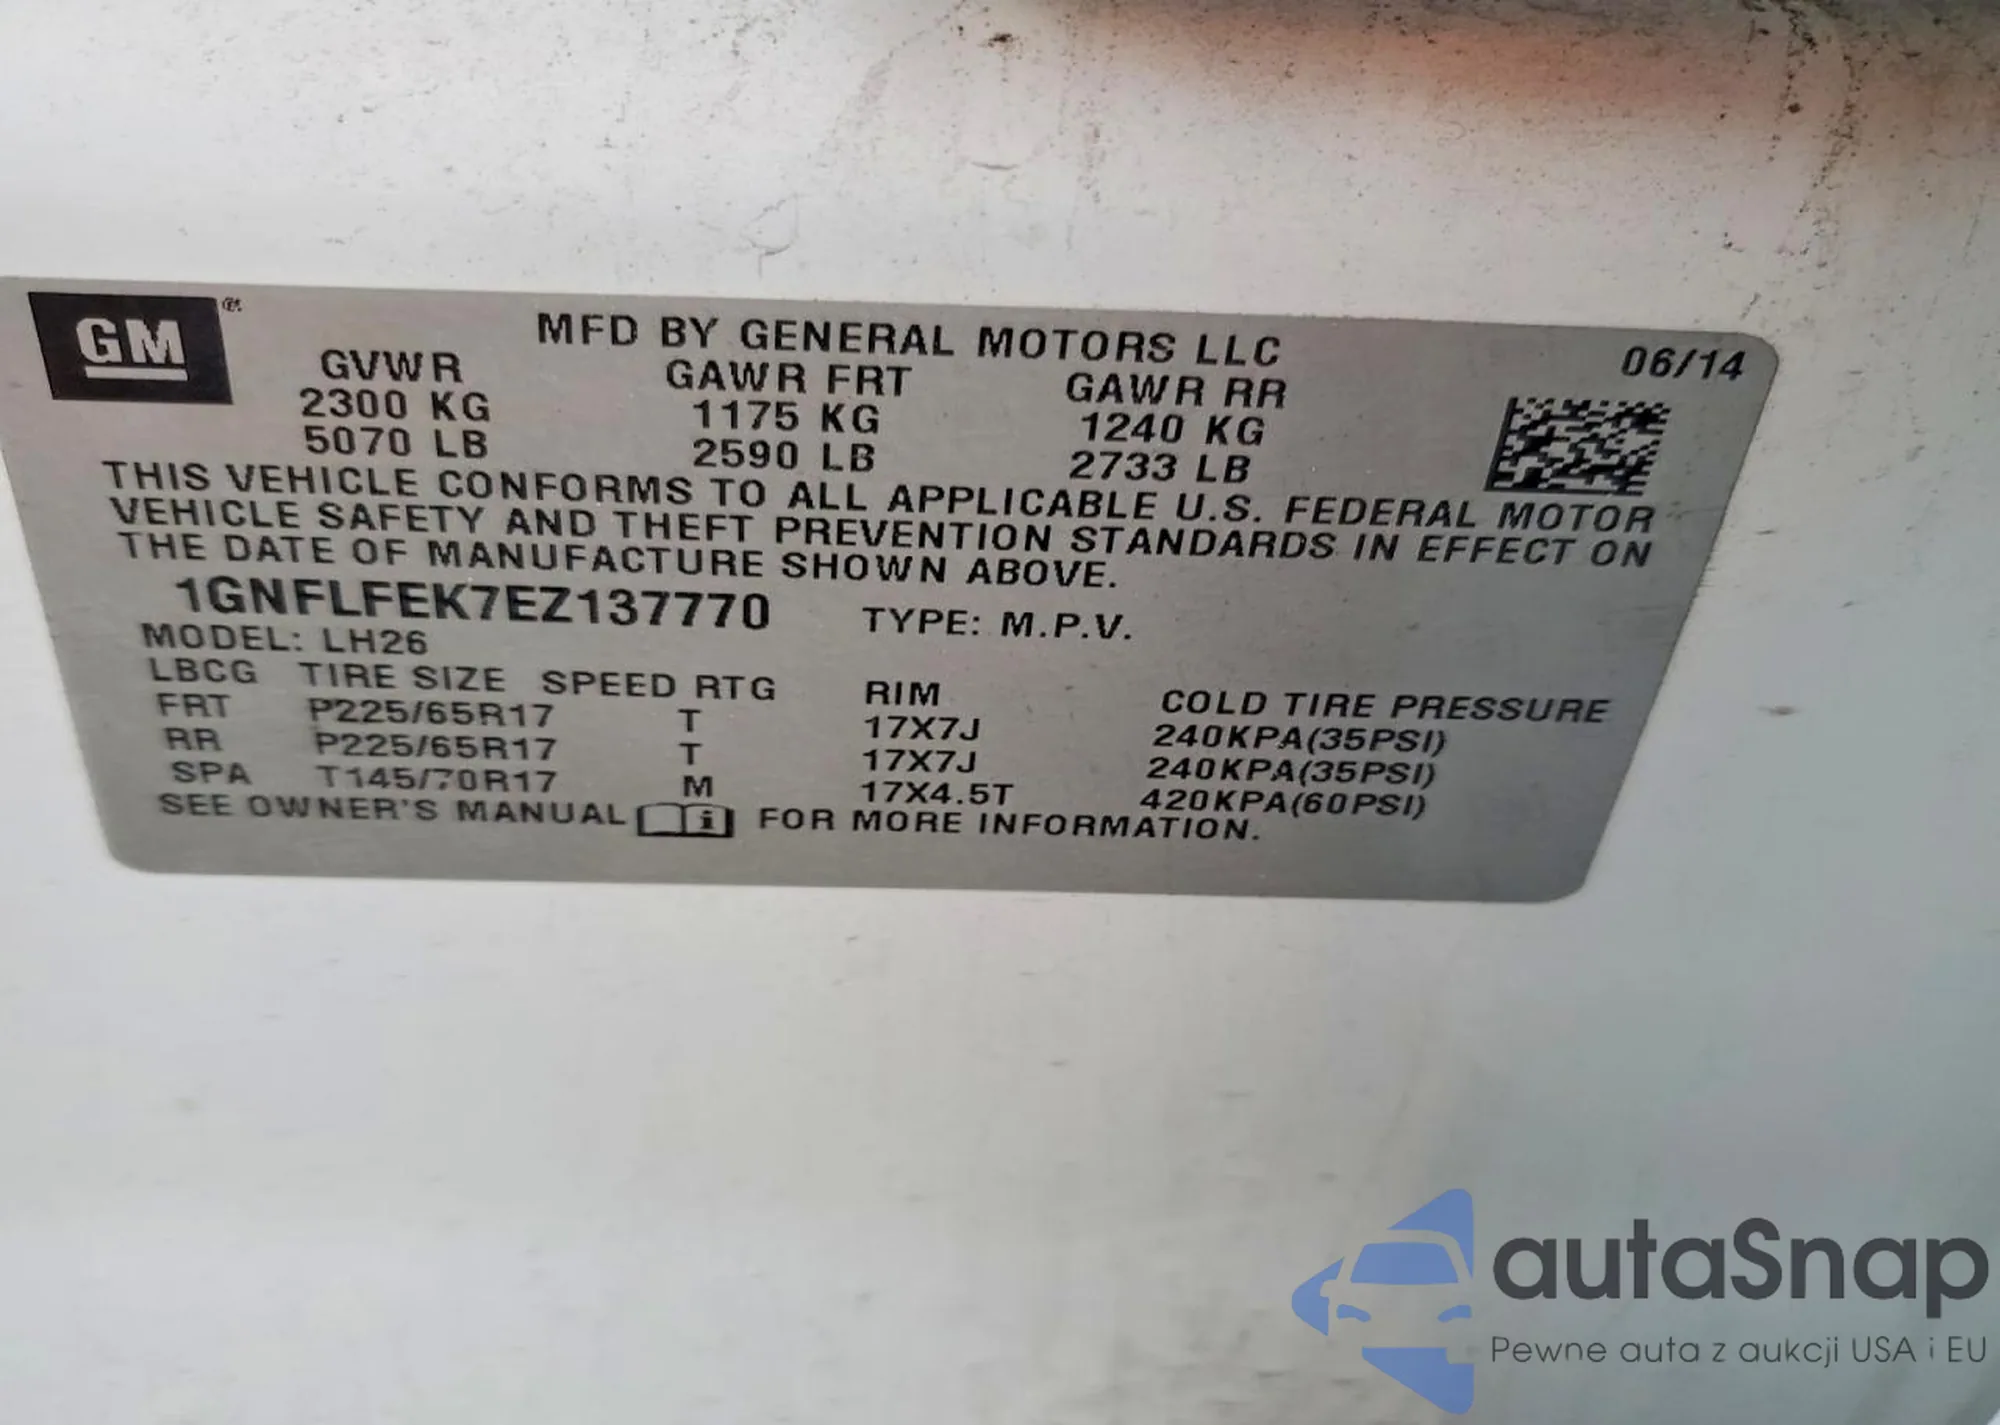 GM ®
MFD BY GENERAL MOTORS LLC 06/14
GVWR GAWR FRT GAWR RR
2300 KG 1175 KG 1240 KG
5070 LB 2590 LB 2733 LB
THIS VEHICLE CONFORMS TO ALL APPLICABLE U.S. FEDERAL MOTOR
VEHICLE SAFETY AND THEFT PREVENTION STANDARDS IN EFFECT ON
THE DATE OF MANUFACTURE SHOWN ABOVE.
1GNFLFEK7EZ137770 TYPE: M.P.V.
MODEL: LH26
LBCG TIRE SIZE SPEED RTG RIM COLD TIRE PRESSURE
FRT P225/65R17 T 17X7J 240KPA(35PSI)
RR P225/65R17 T 17X7J 240KPA(35PSI)
SPA T145/70R17 M 17X4.5T 420KPA(60PSI)
SEE OWNER'S MANUAL i FOR MORE INFORMATION.
autaSnap
Pewne auta z aukcji USA i EU